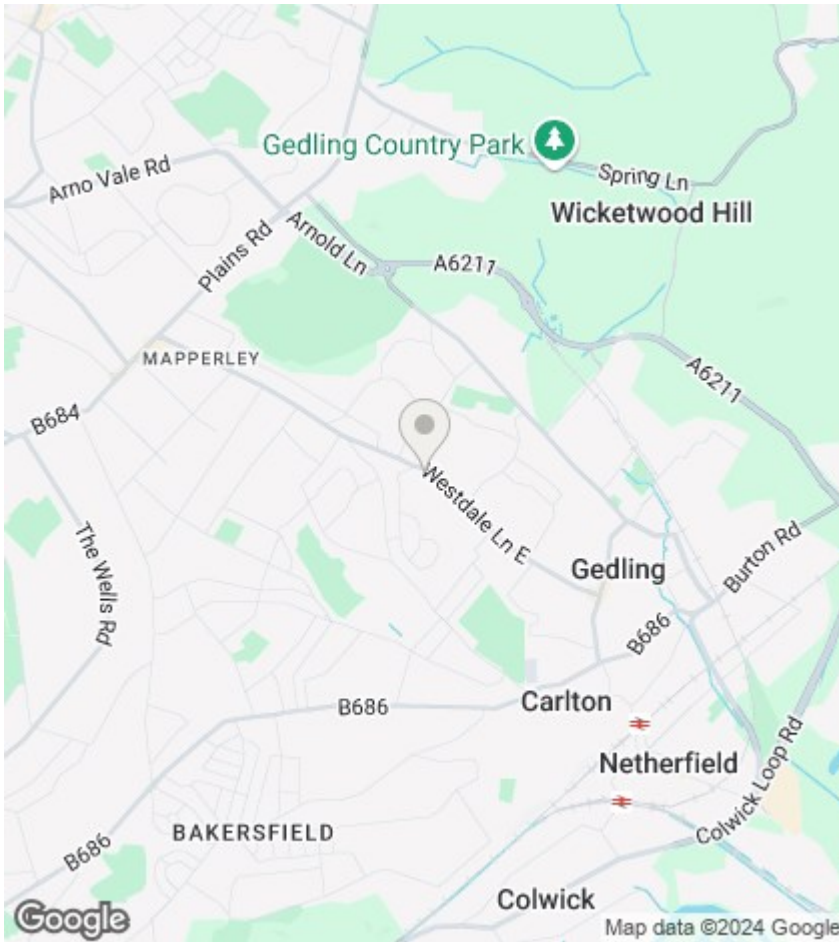 Gedling Country Park
Spring Ln
Arno Vale Rd
Wicketwood Hill
Plains Rd
Arnold Ln
A6211
MAPPERLEY
A6211
B684
Westdale Ln E
The Wells Rd
Gedling
Burton Rd
B686
Carlton
B686
Netherfield
Colwick Loop Rd
BAKERSFIELD
B686
Colwick
Google
Map data ©2024 Google